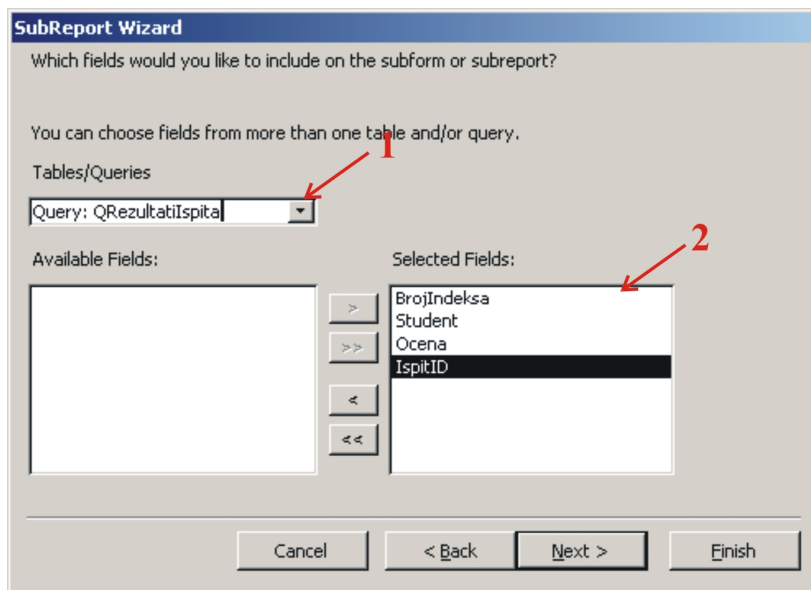 SubReport Wizard
Which fields would you like to include on the subform or subreport?
You can choose fields from more than one table and/or query.
1
Tables/Queries
Query: QRezultatiIspita
2
Available Fields:
Selected Fields:
BrojIndeksa
Student
Ocena
IspitID
>
>>
<
<<
Cancel
< Back
Next >
Finish